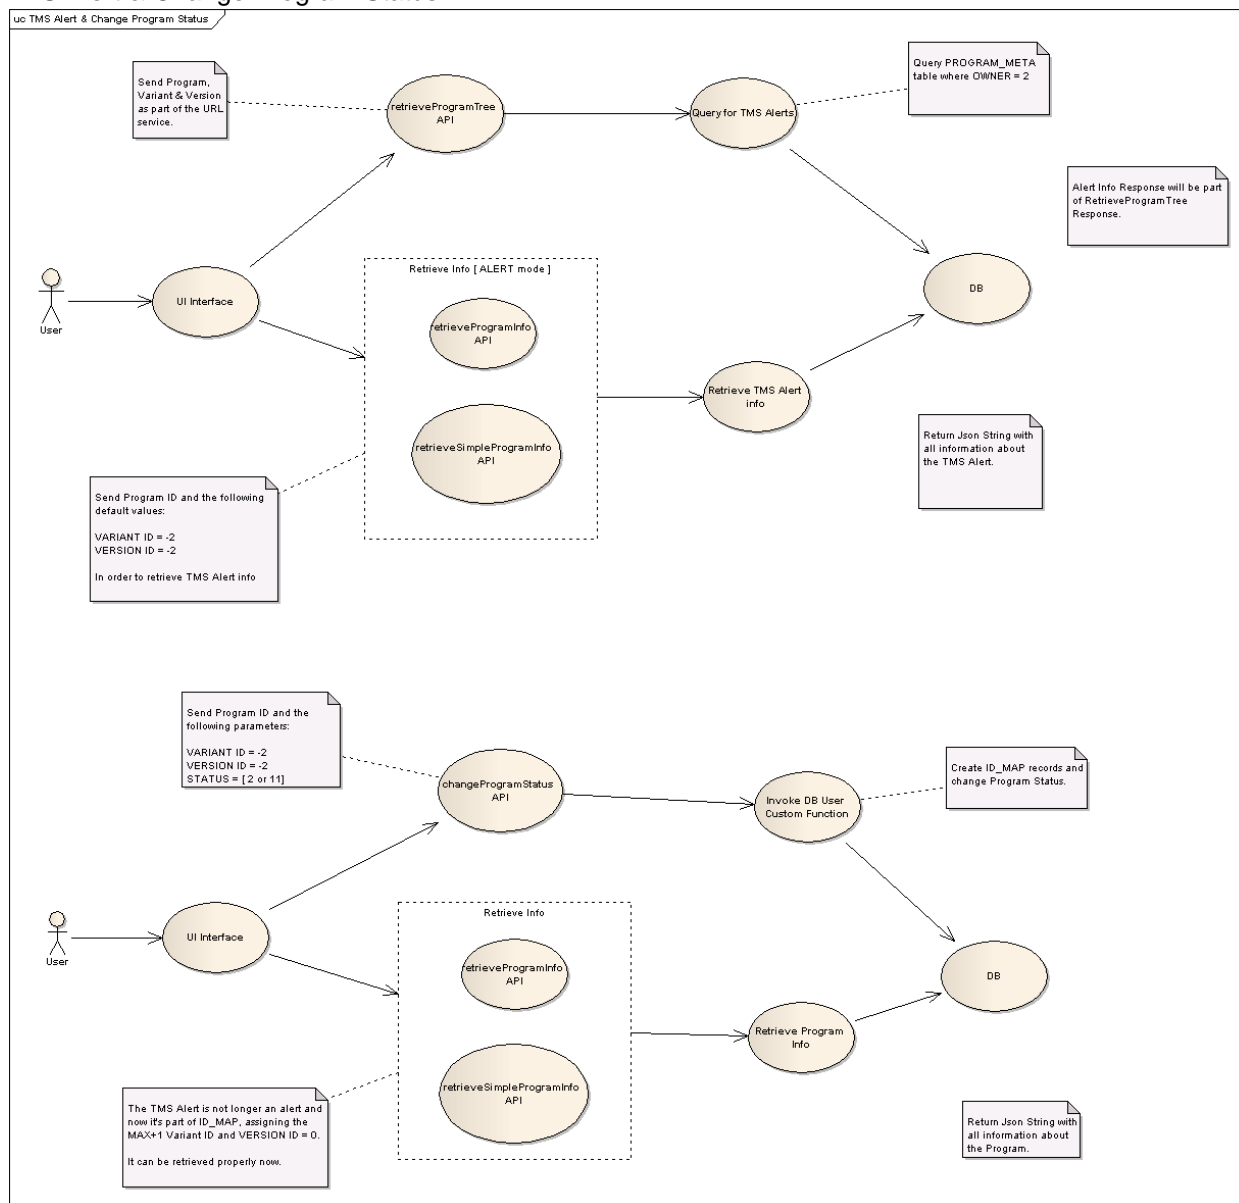 uc TMS Alert & Change Program Status
Send Program,
Variant & Version
as part of the URL
service.
retrieveProgramTree
API
Query for TMS Alerts
Query PROGRAM_META
table where OWNER = 2
Alert Info Response will be part
of RetrieveProgramTree
Response.
User
UI Interface
Retrieve Info [ ALERT mode ]
retrieveProgramInfo
API
retrieveSimpleProgramInfo
API
Retrieve TMS Alert
info
DB
Return Json String with
all information about
the TMS Alert.
Send Program ID and the following
default values:
VARIANT ID = -2
VERSION ID = -2
In order to retrieve TMS Alert info
Send Program ID and the
following parameters:
VARIANT ID = -2
VERSION ID = -2
STATUS = [ 2 or 11]
changeProgramStatus
API
Invoke DB User
Custom Function
Create ID_MAP records and
change Program Status.
User
UI Interface
Retrieve Info
retrieveProgramInfo
API
retrieveSimpleProgramInfo
API
Retrieve Program
Info
DB
The TMS Alert is not longer an alert and
now it's part of ID_MAP, assigning the
MAX+1 Variant ID and VERSION ID = 0.
It can be retrieved properly now.
Return Json String with
all information about
the Program.